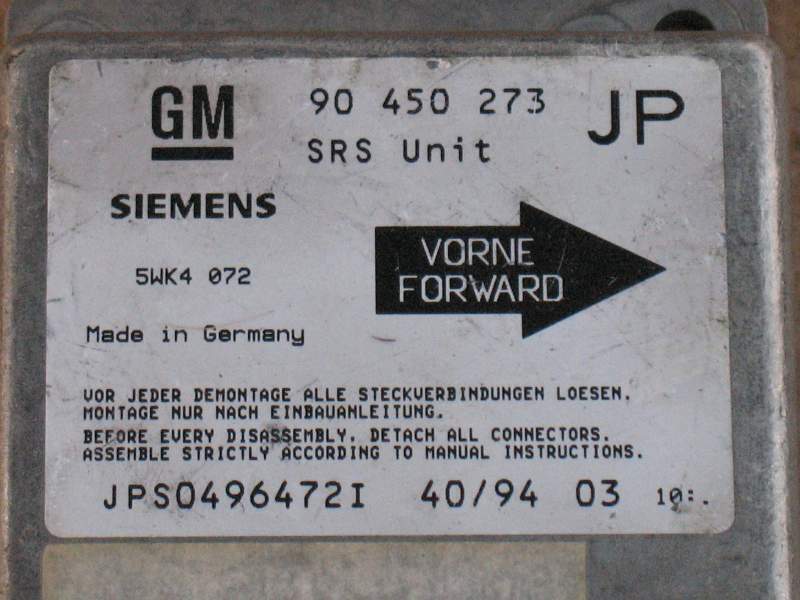 GM 90 450 273 JP
SRS Unit
SIEMENS
VORNE
FORWARD
5WK4 072
Made in Germany
VOR JEDER DEMONTAGE ALLE STECKVERBINDUNGEN LOESEN.
MONTAGE NUR NACH EINBAUANLEITUNG.
BEFORE EVERY DISASSEMBLY, DETACH ALL CONNECTORS.
ASSEMBLE STRICTLY ACCORDING TO MANUAL INSTRUCTIONS.
JPS0496472I 40/94 03 10:.